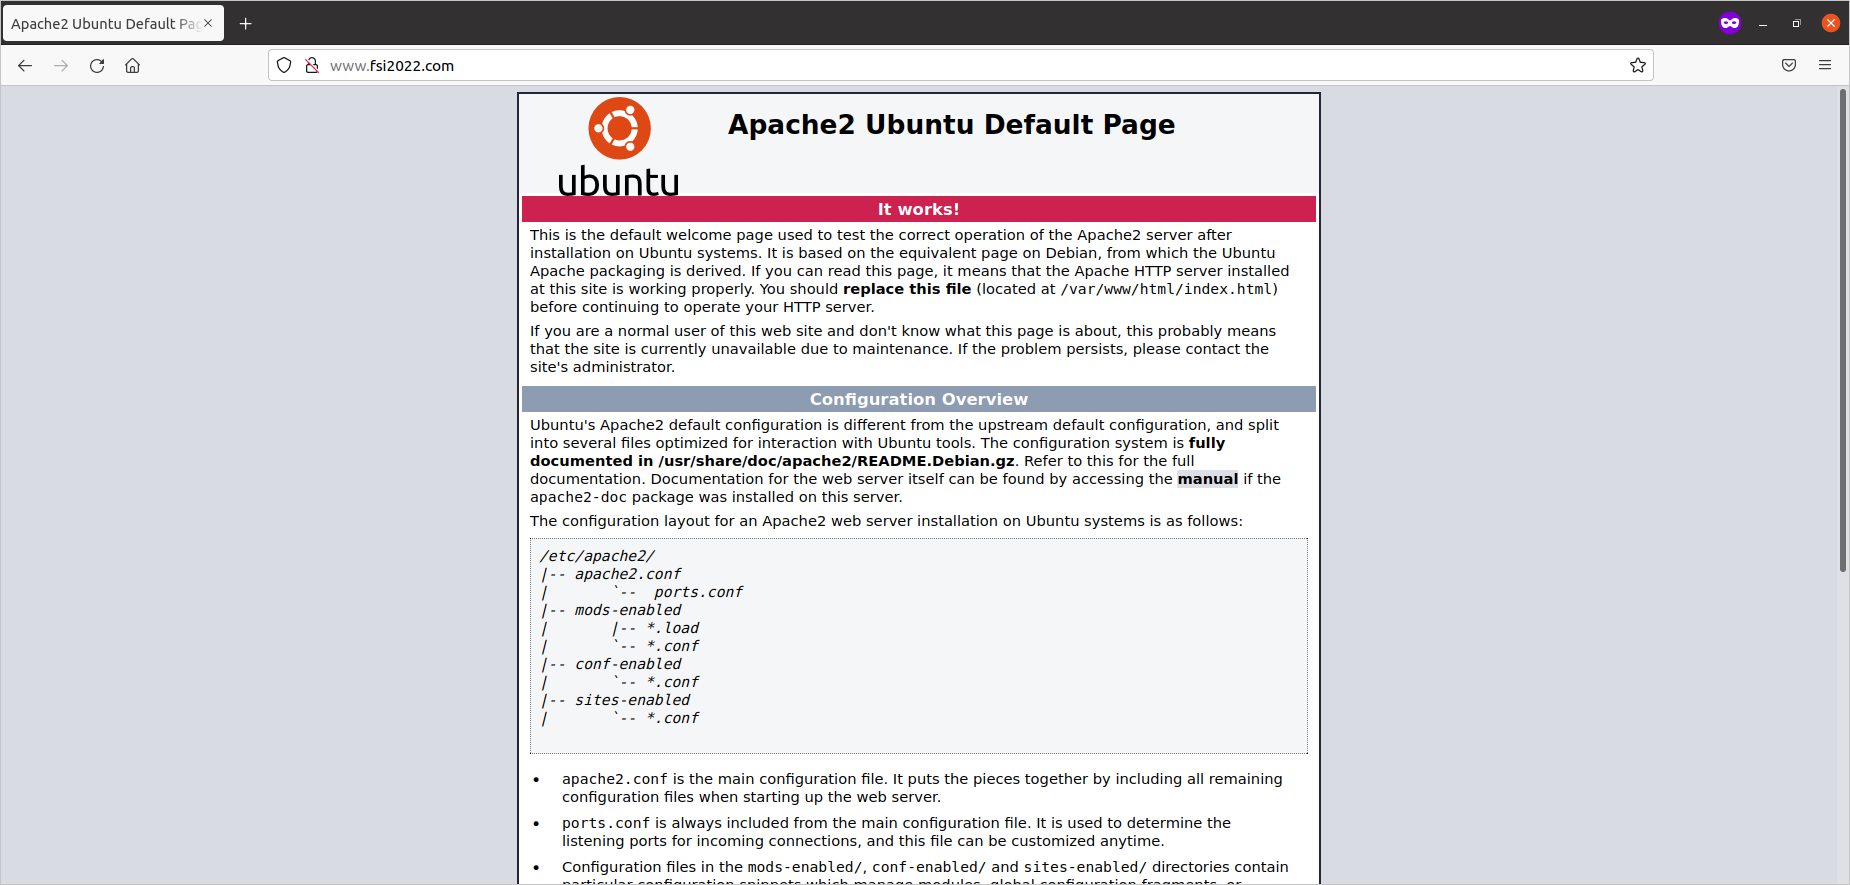 Apache2 Ubuntu Default Pag
www.fsi2022.com
ubuntu
Apache2 Ubuntu Default Page
It works!
This is the default welcome page used to test the correct operation of the Apache2 server after
installation on Ubuntu systems. It is based on the equivalent page on Debian, from which the Ubuntu
Apache packaging is derived. If you can read this page, it means that the Apache HTTP server installed
at this site is working properly. You should replace this file (located at /var/www/html/index.html)
before continuing to operate your HTTP server.
If you are a normal user of this web site and don't know what this page is about, this probably means
that the site is currently unavailable due to maintenance. If the problem persists, please contact the
site's administrator.
Configuration Overview
Ubuntu's Apache2 default configuration is different from the upstream default configuration, and split
into several files optimized for interaction with Ubuntu tools. The configuration system is fully
documented in /usr/share/doc/apache2/README.Debian.gz. Refer to this for the full
documentation. Documentation for the web server itself can be found by accessing the manual if the
apache2-doc package was installed on this server.
The configuration layout for an Apache2 web server installation on Ubuntu systems is as follows:
/etc/apache2/
|-- apache2.conf
|       `--  ports.conf
|-- mods-enabled
|       |-- *.load
|       `-- *.conf
|-- conf-enabled
|       `-- *.conf
|-- sites-enabled
|       `-- *.conf
• apache2.conf is the main configuration file. It puts the pieces together by including all remaining
configuration files when starting up the web server.
• ports.conf is always included from the main configuration file. It is used to determine the
listening ports for incoming connections, and this file can be customized anytime.
• Configuration files in the mods-enabled/, conf-enabled/ and sites-enabled/ directories contain
particular configuration snippets which manage modules, global configuration fragments, or